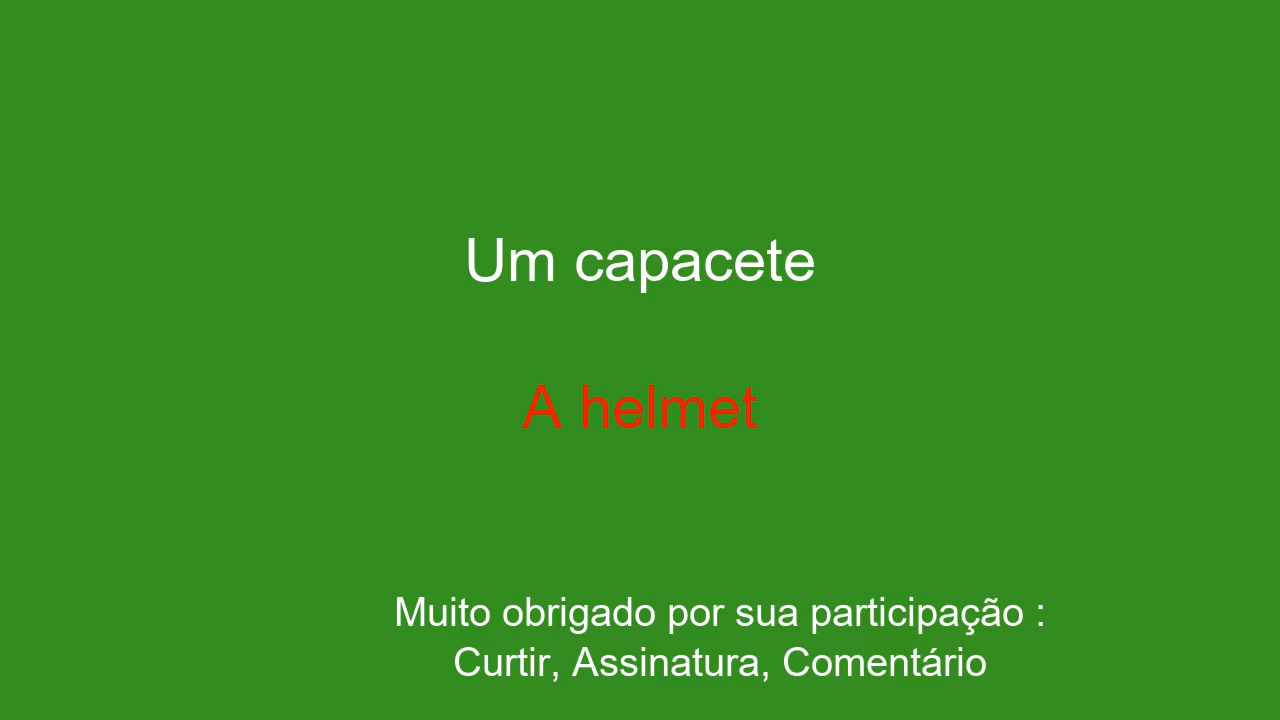 Um capacete
A helmet
Muito obrigado por sua participação :
Curtir, Assinatura, Comentário